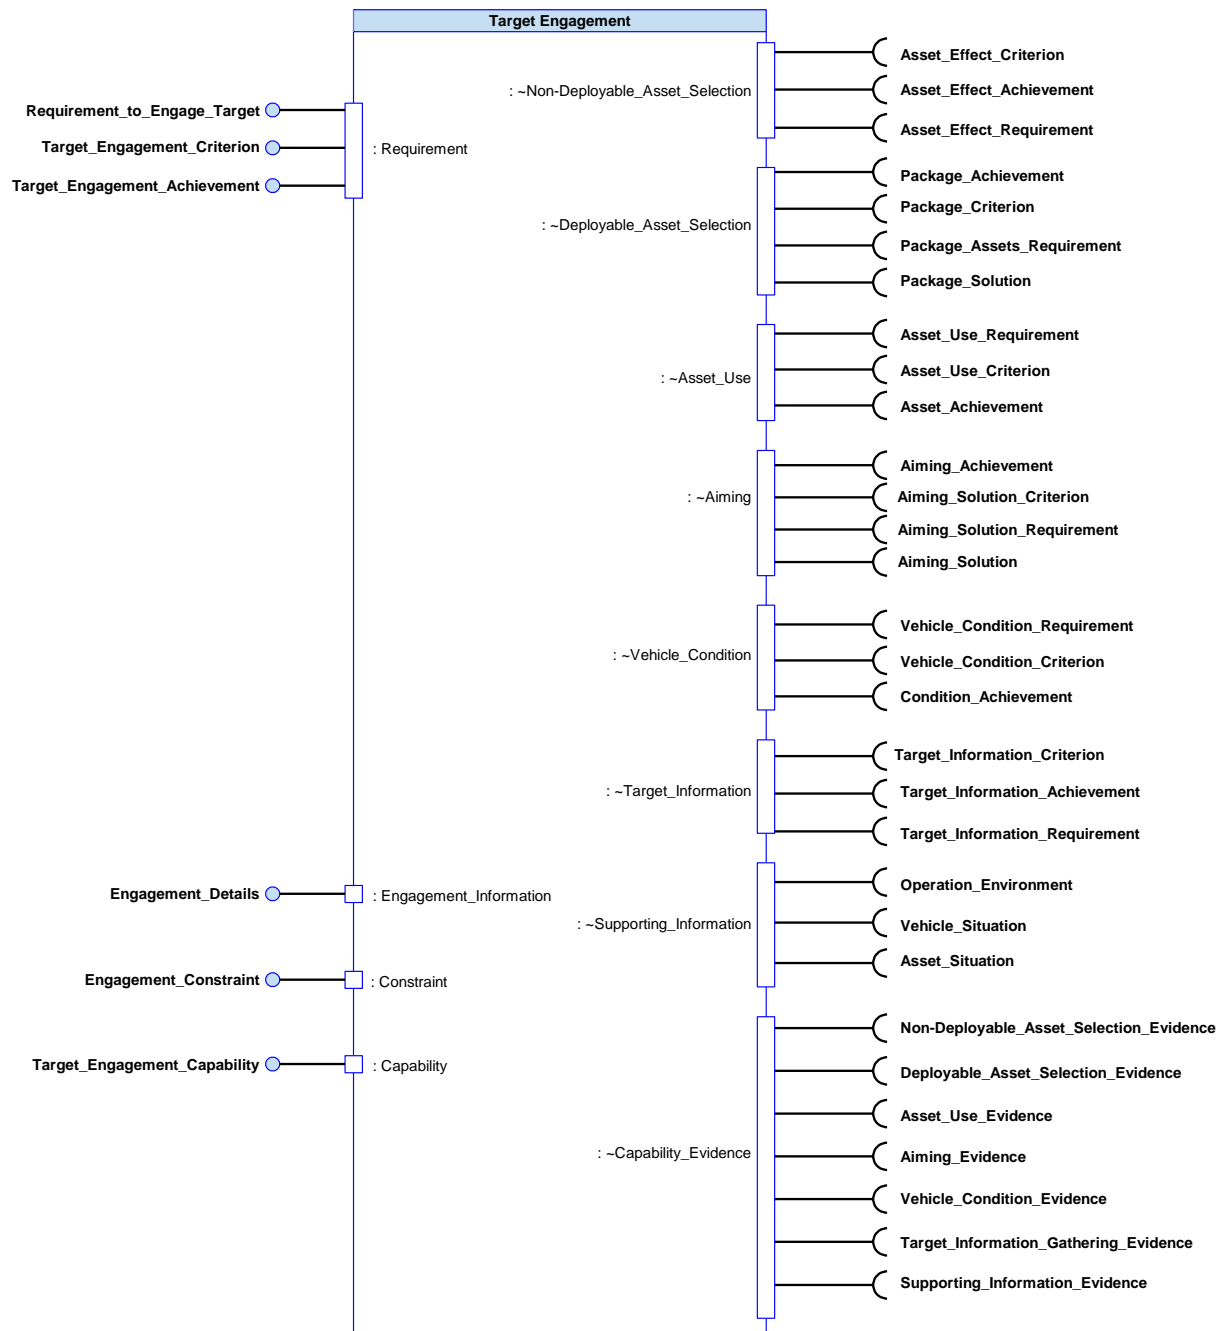 Target Engagement
Asset_Effect_Criterion
: ~Non-Deployable_Asset_Selection
Asset_Effect_Achievement
Asset_Effect_Requirement
Requirement_to_Engage_Target
Target_Engagement_Criterion
: Requirement
Target_Engagement_Achievement
Package_Achievement
Package_Criterion
: ~Deployable_Asset_Selection
Package_Assets_Requirement
Package_Solution
Asset_Use_Requirement
Asset_Use_Criterion
: ~Asset_Use
Asset_Achievement
Aiming_Achievement
: ~Aiming
Aiming_Solution_Criterion
Aiming_Solution_Requirement
Aiming_Solution
Vehicle_Condition_Requirement
: ~Vehicle_Condition
Vehicle_Condition_Criterion
Condition_Achievement
Target_Information_Criterion
: ~Target_Information
Target_Information_Achievement
Target_Information_Requirement
Engagement_Details
: Engagement_Information
Operation_Environment
: ~Supporting_Information
Vehicle_Situation
Asset_Situation
Engagement_Constraint
: Constraint
Non-Deployable_Asset_Selection_Evidence
Target_Engagement_Capability
: Capability
Deployable_Asset_Selection_Evidence
Asset_Use_Evidence
: ~Capability_Evidence
Aiming_Evidence
Vehicle_Condition_Evidence
Target_Information_Gathering_Evidence
Supporting_Information_Evidence